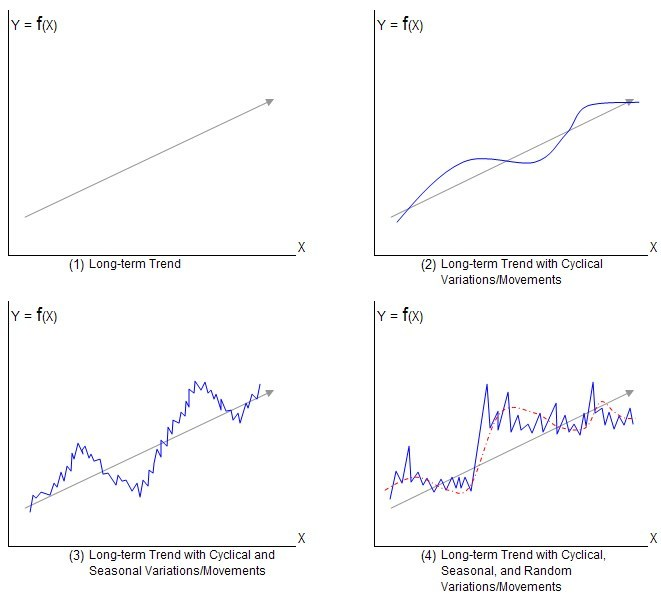 Y = f(X)
X
(1) Long-term Trend
Y = f(X)
X
(2) Long-term Trend with Cyclical
Variations/Movements
Y = f(X)
X
(3) Long-term Trend with Cyclical and
Seasonal Variations/Movements
Y = f(X)
X
(4) Long-term Trend with Cyclical,
Seasonal, and Random
Variations/Movements